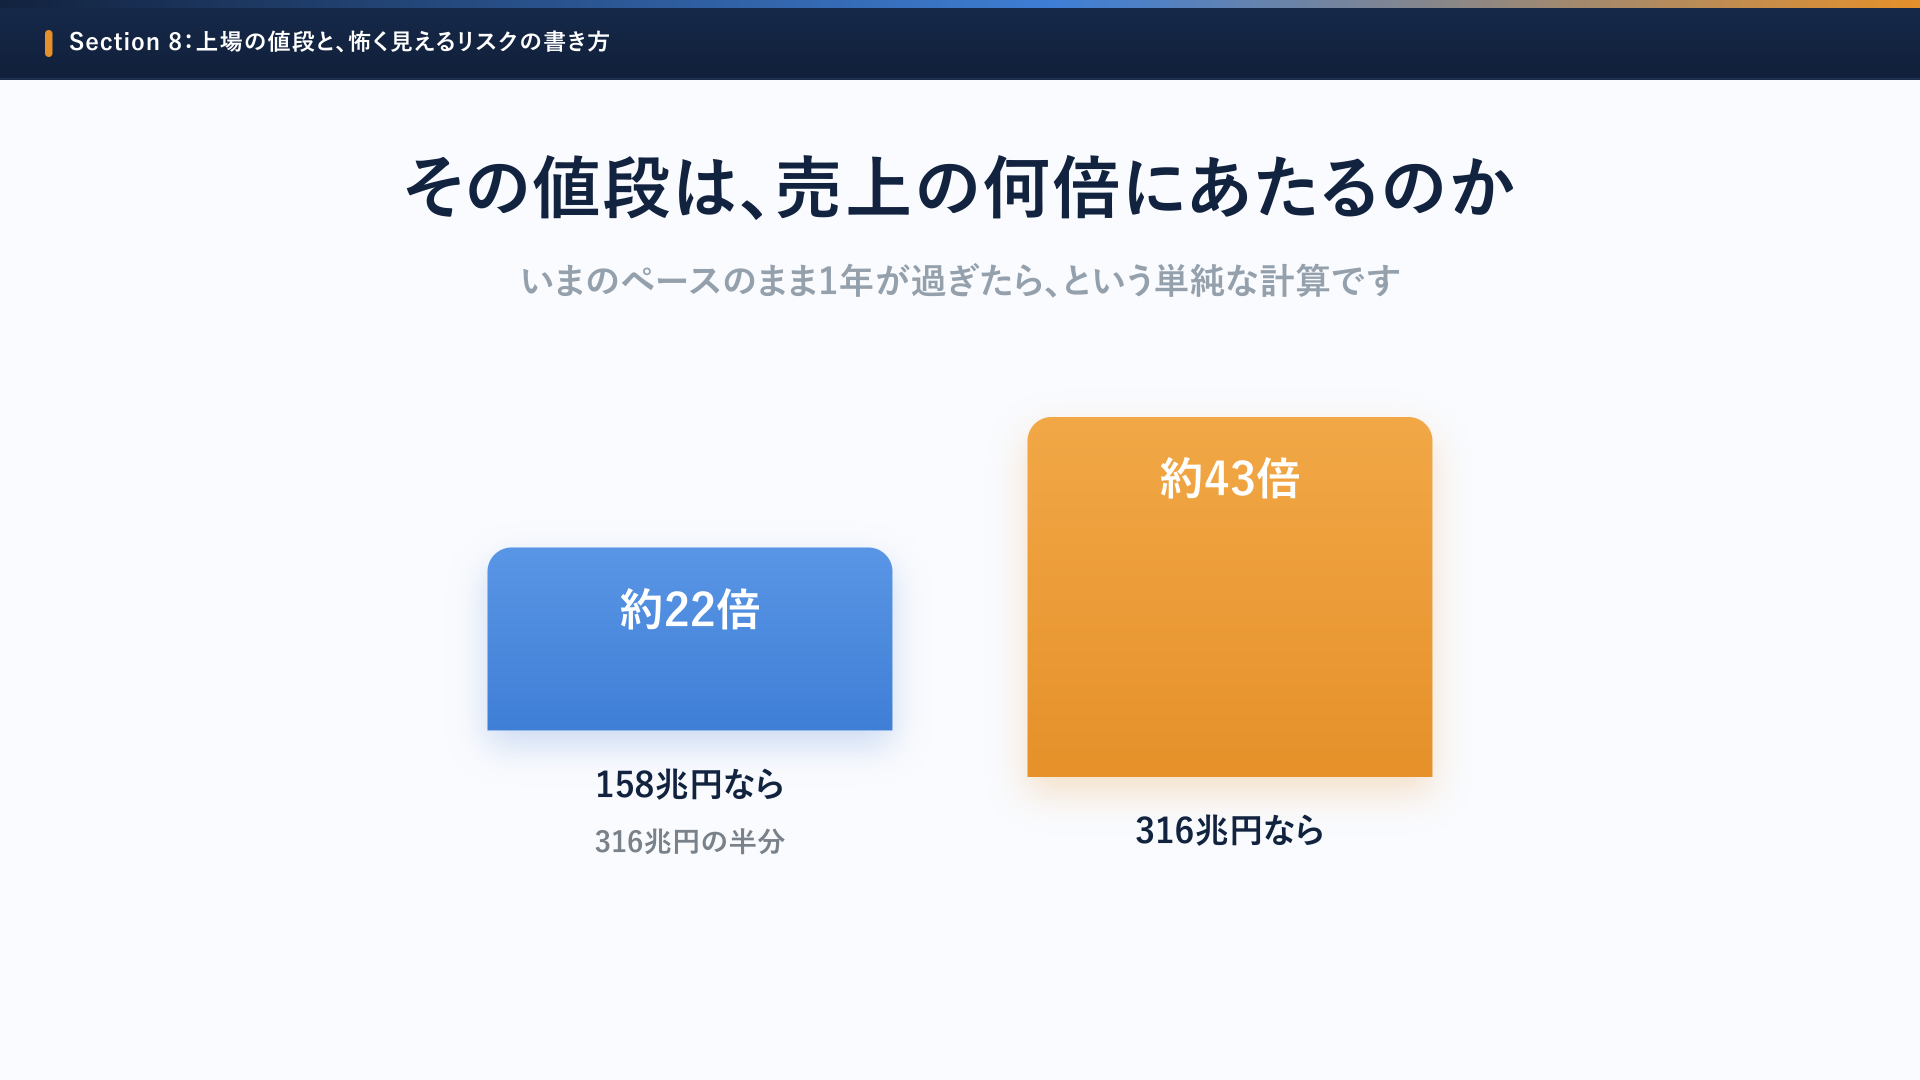 Section 8：上場の値段と、怖く見えるリスクの書き方
その値段は、売上の何倍にあたるのか
いまのペースのまま1年が過ぎたら、という単純な計算です
約43倍
約22倍
158兆円なら
316兆円の半分
316兆円なら